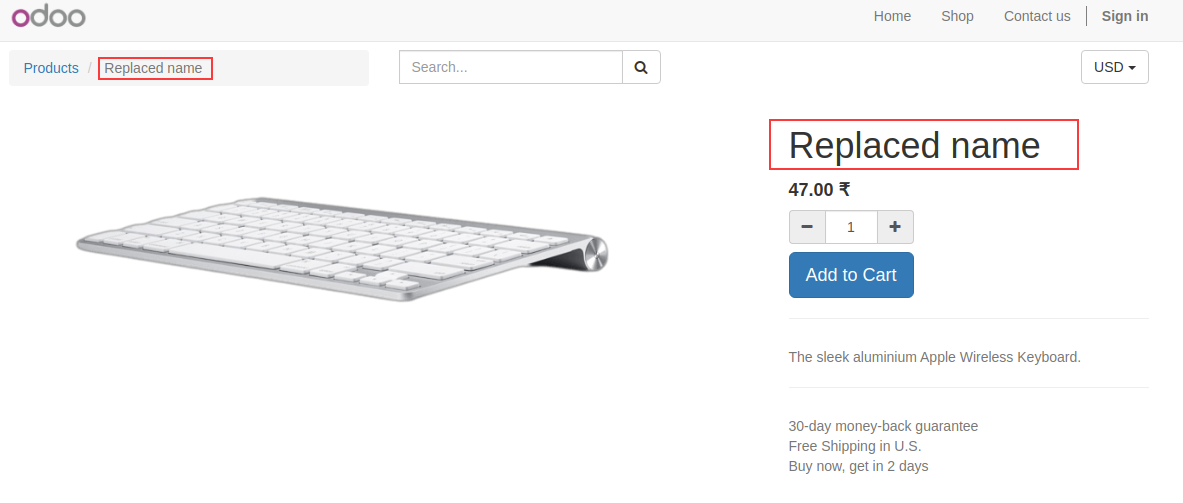 odoo
Home Shop Contact us Sign in
Products / Replaced name
Search...
USD
Replaced name
47.00 ₹
1
Add to Cart
The sleek aluminium Apple Wireless Keyboard.
30-day money-back guarantee
Free Shipping in U.S.
Buy now, get in 2 days